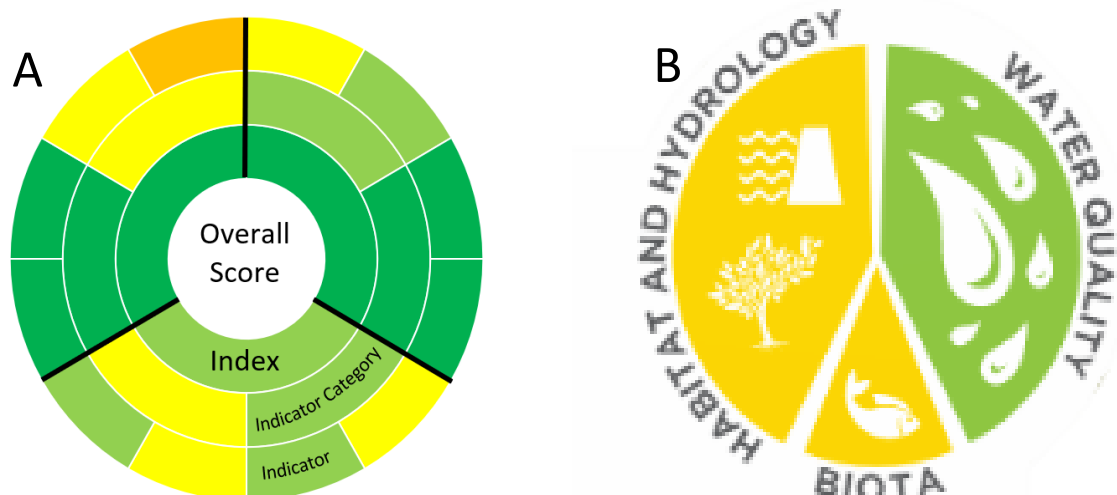 A
Overall
Score
Index
Indicator Category
Indicator
B
HABITAT AND HYDROLOGY
WATER QUALITY
BIOTA